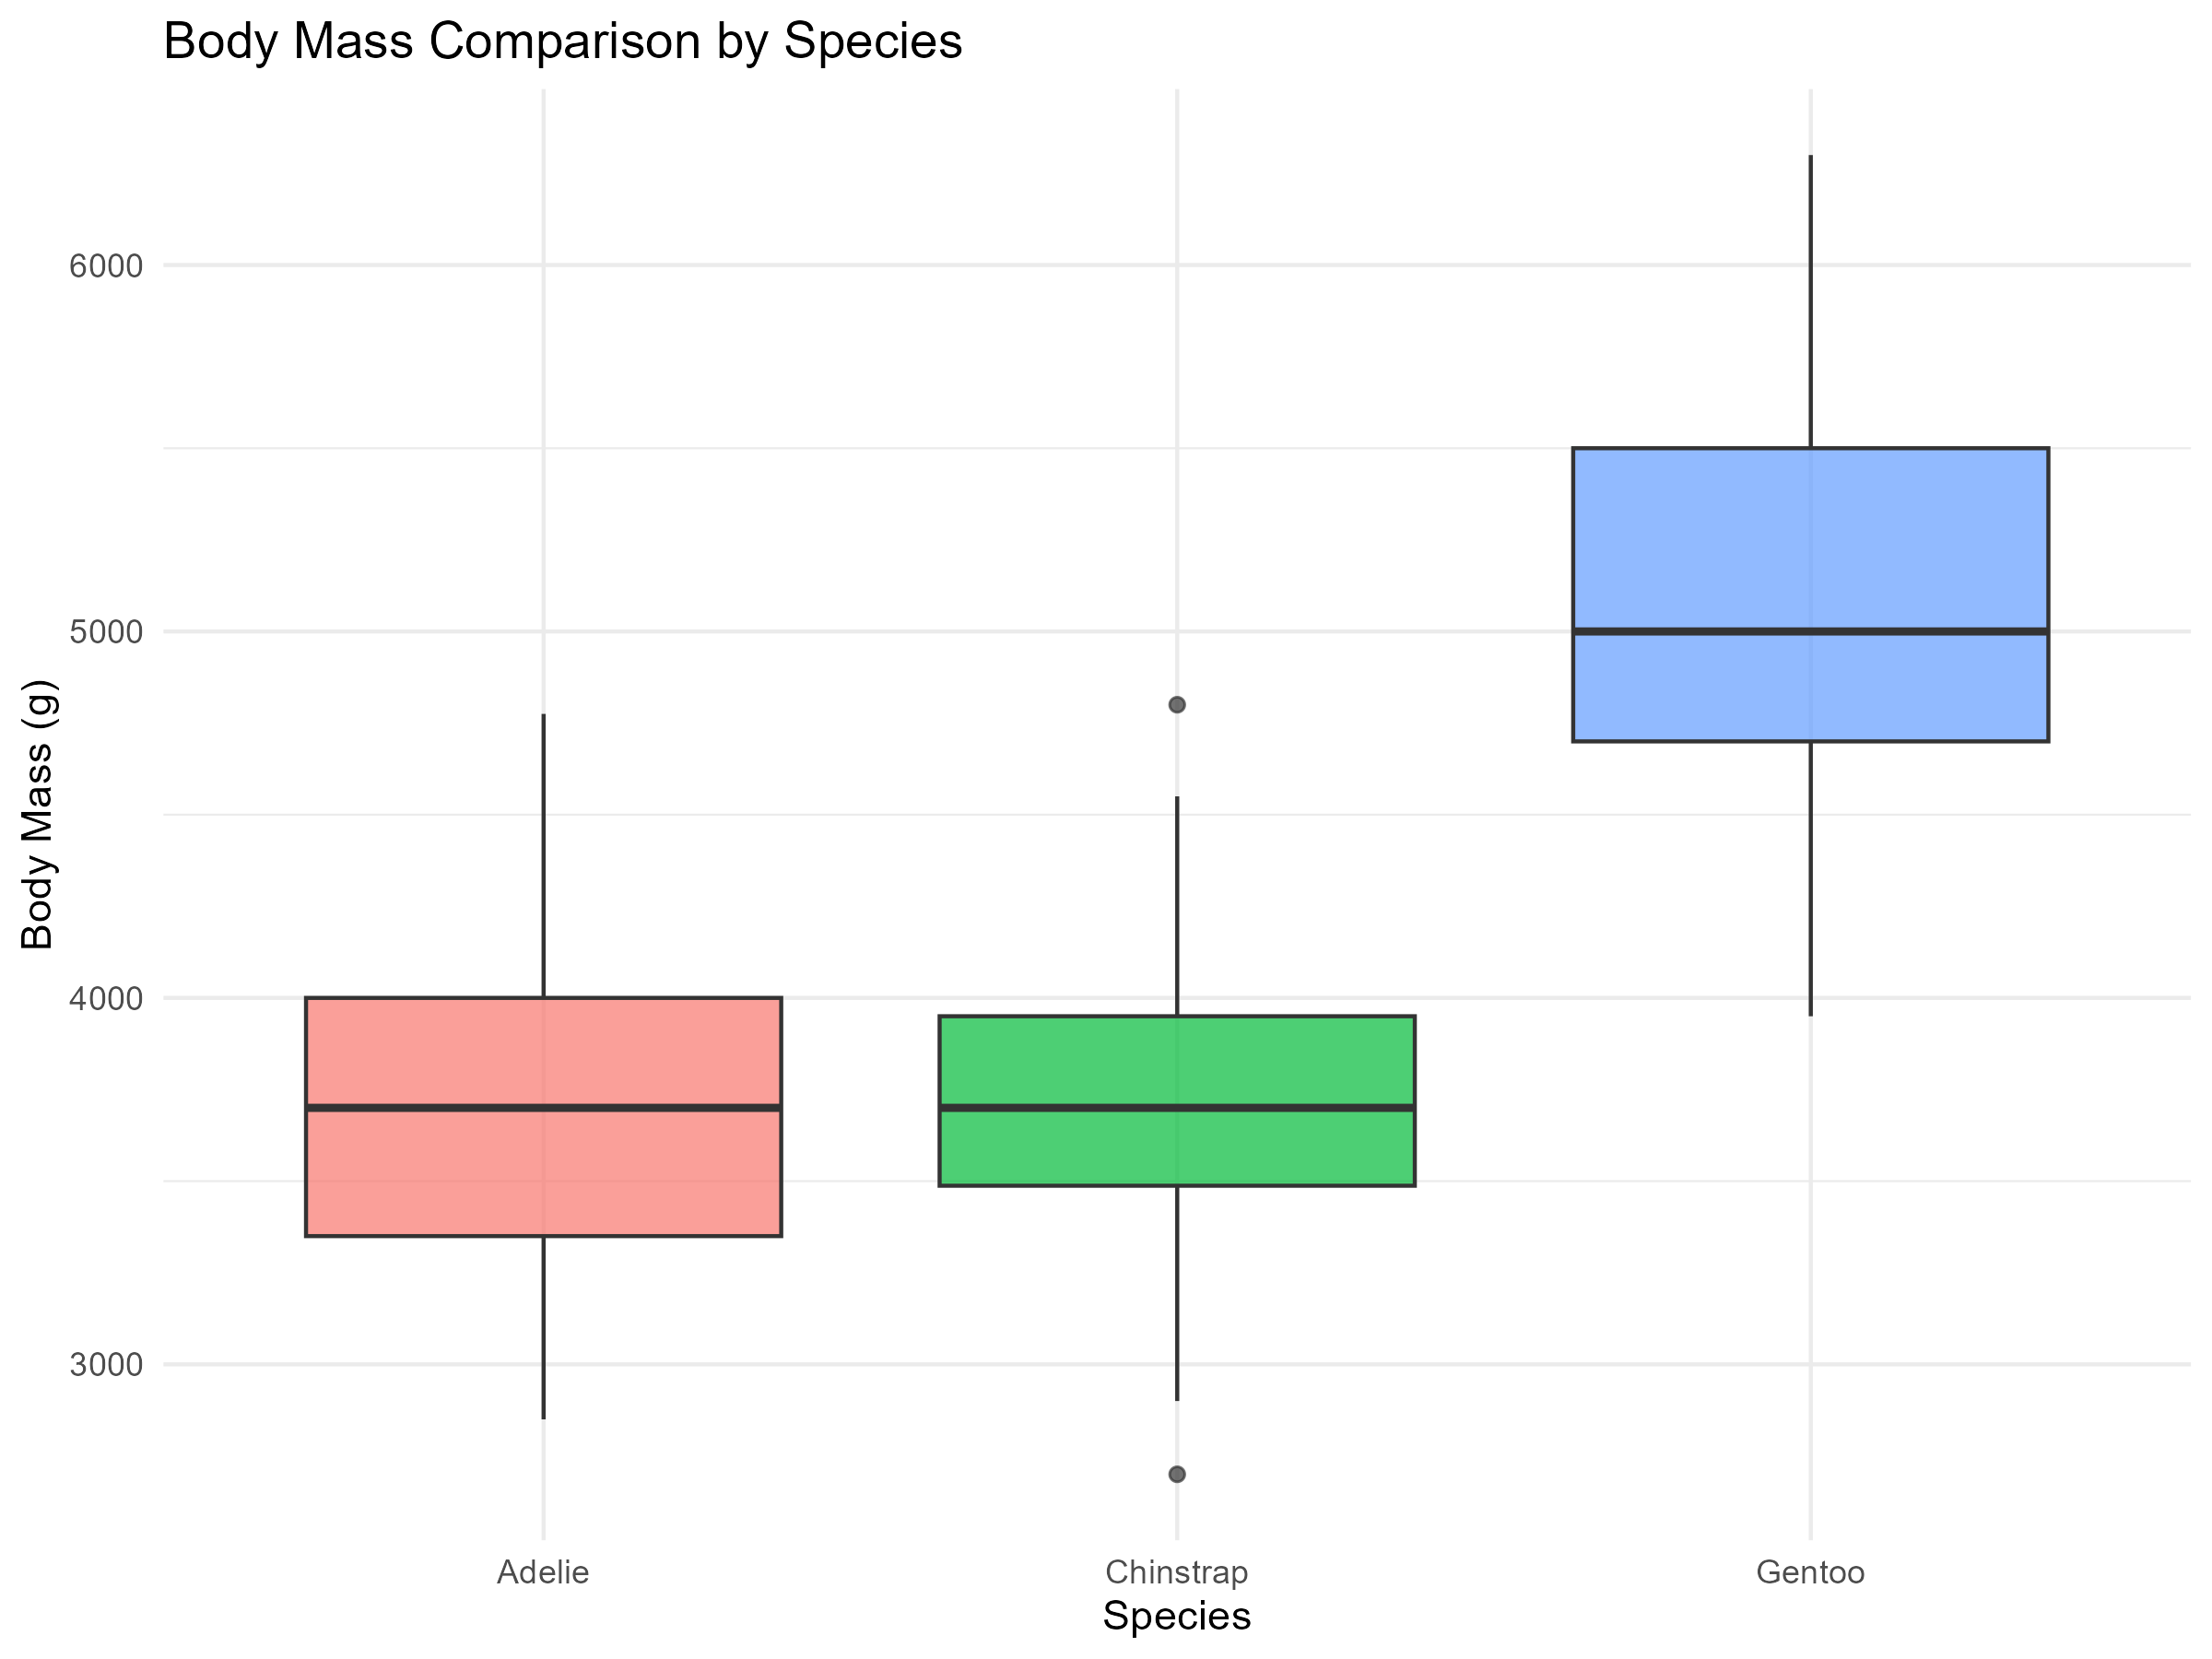 Body Mass Comparison by Species
Body Mass (g)
6000
5000
4000
3000
Adelie Chinstrap Gentoo
Species